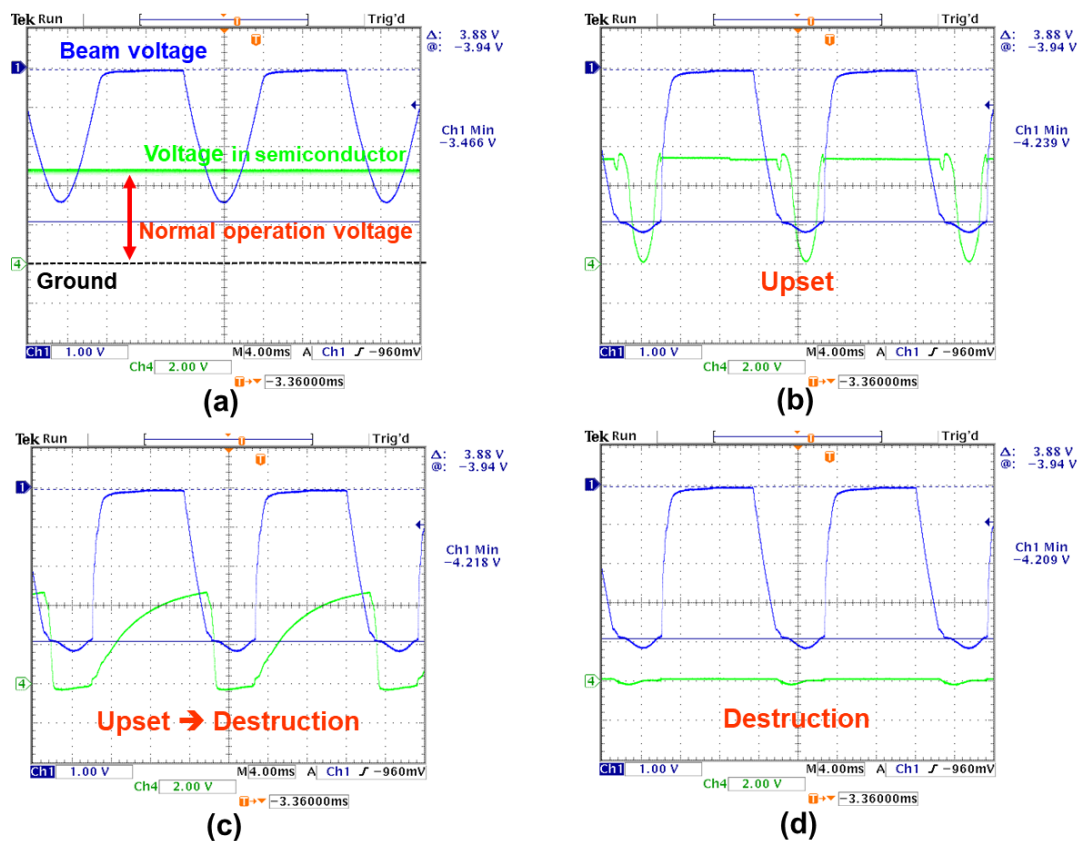 Tek Run Trig'd
T
T
Δ: 3.88 V
@: −3.94 V
1
Beam voltage
Ch1 Min
−3.466 V
Voltage in semiconductor
Normal operation voltage
4
Ground
Ch1 1.00 V M 4.00ms A Ch1 ∫ −960mV
Ch4 2.00 V
T −3.36000ms
(a)
Tek Run Trig'd
T
T
Δ: 3.88 V
@: −3.94 V
1
Ch1 Min
−4.239 V
4
Upset
Ch1 1.00 V M 4.00ms A Ch1 ∫ −960mV
Ch4 2.00 V
T −3.36000ms
(b)
Tek Run Trig'd
T
T
Δ: 3.88 V
@: −3.94 V
1
Ch1 Min
−4.218 V
4
Upset ➔ Destruction
Ch1 1.00 V M 4.00ms A Ch1 ∫ −960mV
Ch4 2.00 V
T −3.36000ms
(c)
Tek Run Trig'd
T
T
Δ: 3.88 V
@: −3.94 V
1
Ch1 Min
−4.209 V
4
Destruction
Ch1 1.00 V M 4.00ms A Ch1 ∫ −960mV
Ch4 2.00 V
T −3.36000ms
(d)